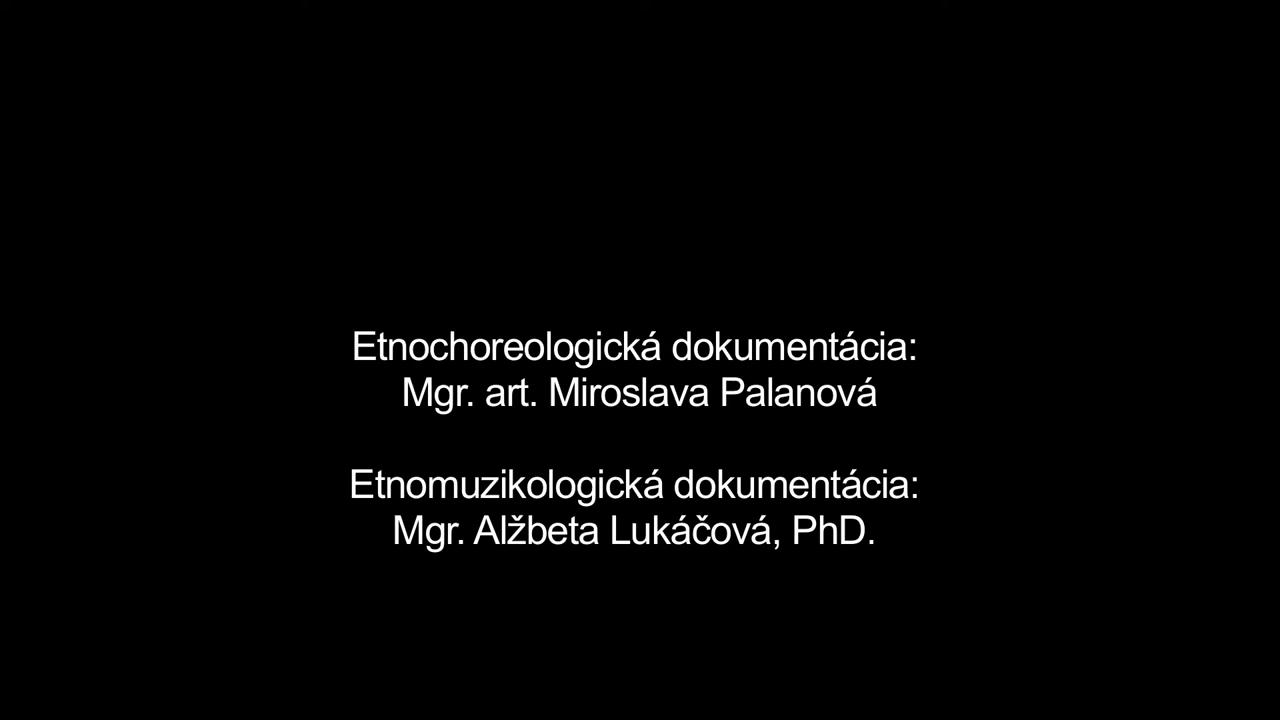 Etnochoreologická dokumentácia:
Mgr. art. Miroslava Palanová
Etnomuzikologická dokumentácia:
Mgr. Alžbeta Lukáčová, PhD.